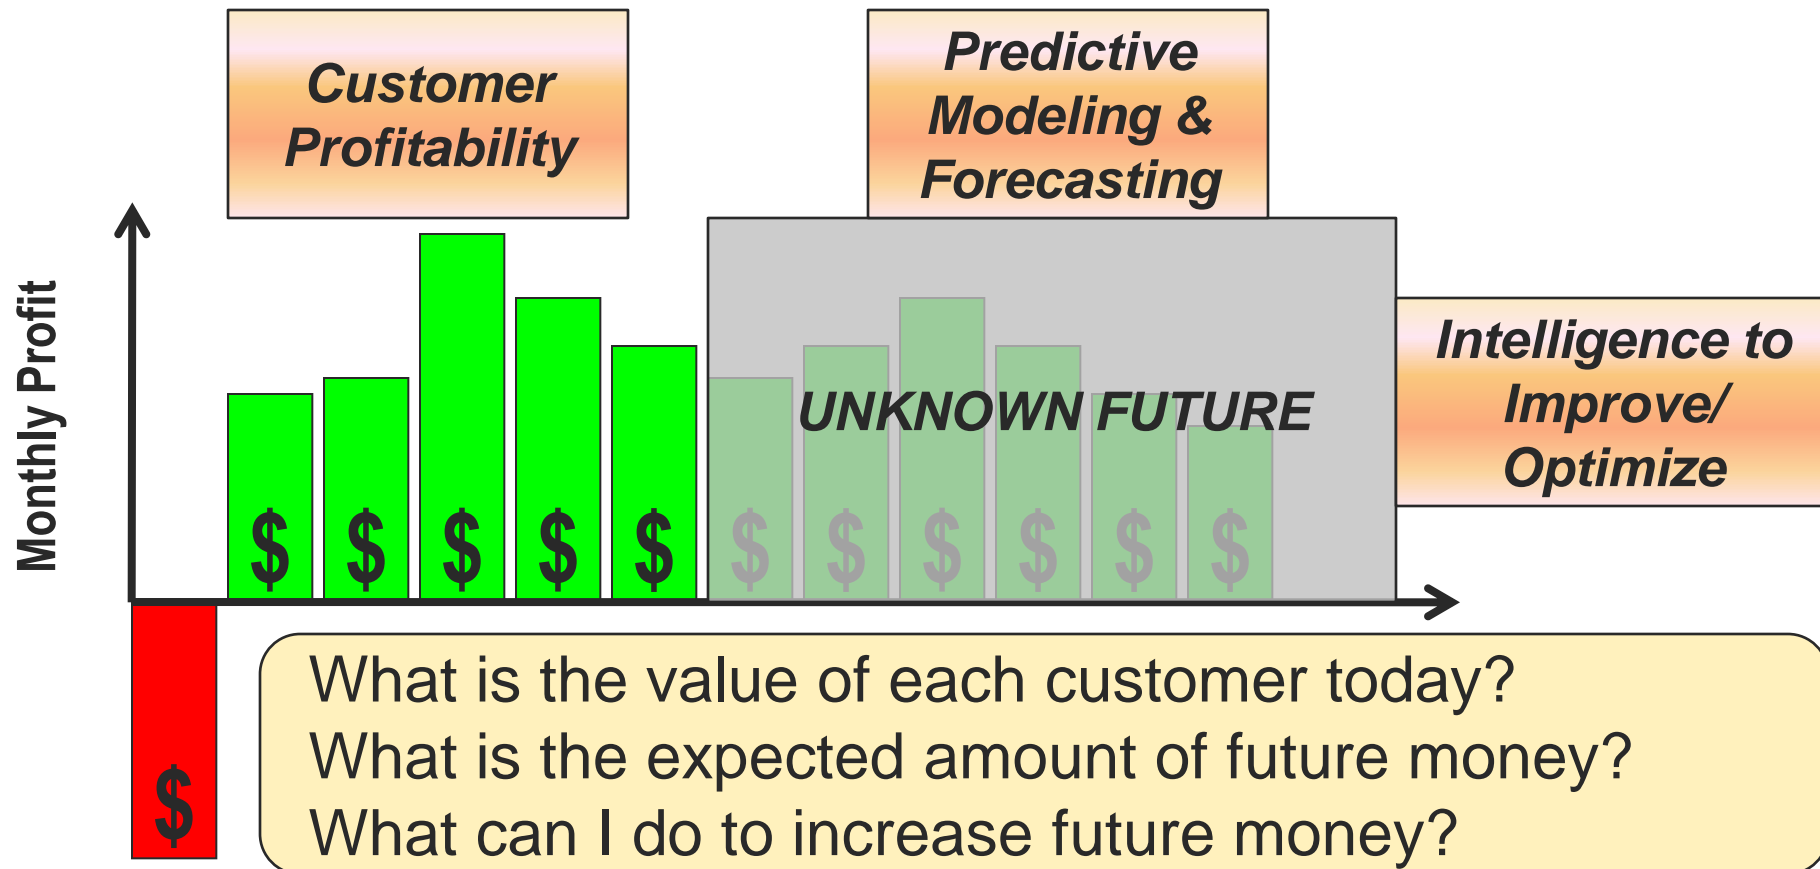 Customer
Profitability
Predictive
Modeling &
Forecasting
Monthly Profit
UNKNOWN FUTURE
Intelligence to
Improve/
Optimize
$ $ $ $ $ $ $ $ $ $ $
$
What is the value of each customer today?
What is the expected amount of future money?
What can I do to increase future money?